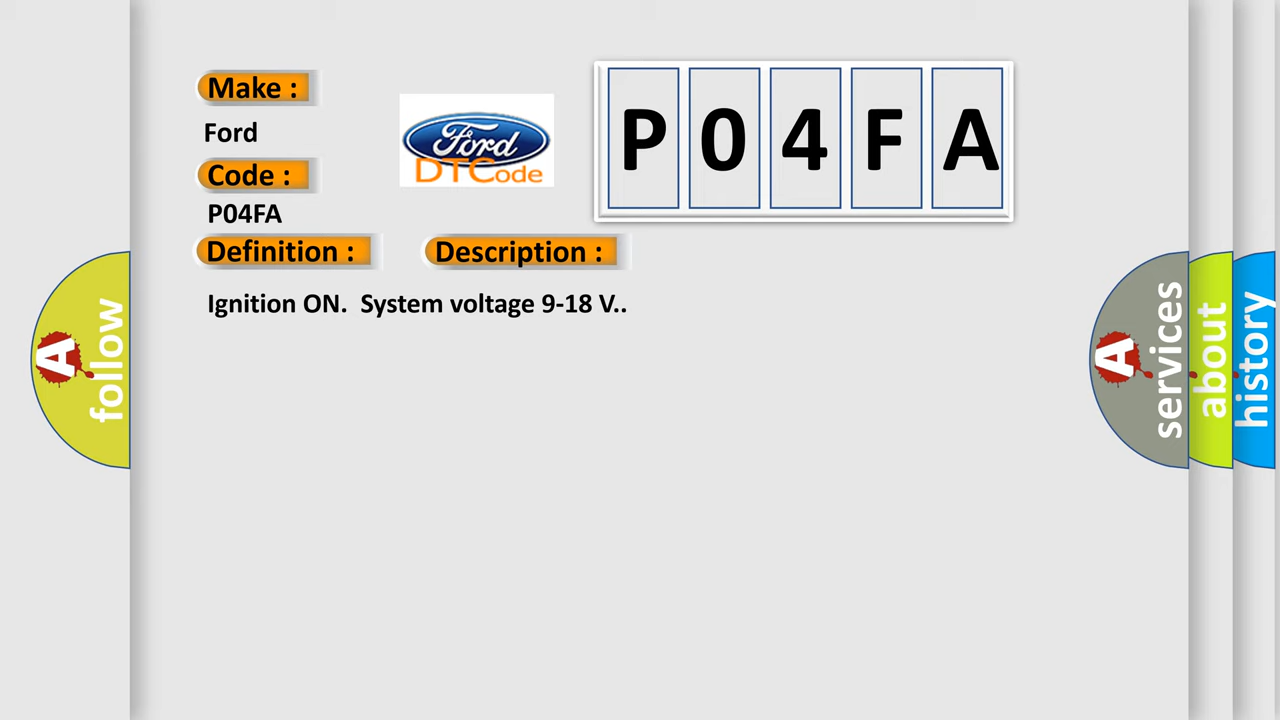 Make :
Ford
Code :
P04FA
Definition :
Description :
Ignition ON. System voltage 9-18 V..
Ford
DTCode
P04FA
A follow
A services
about
history